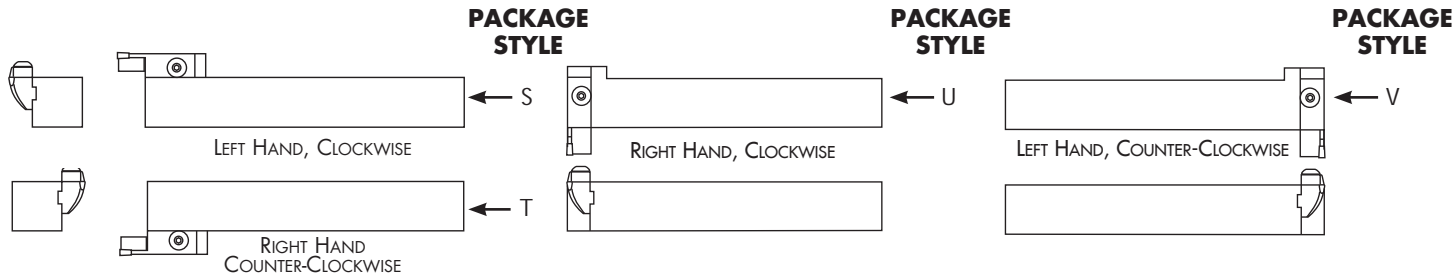 PACKAGE
STYLE
S
LEFT HAND, CLOCKWISE
T
RIGHT HAND
COUNTER-CLOCKWISE
PACKAGE
STYLE
U
RIGHT HAND, CLOCKWISE
PACKAGE
STYLE
V
LEFT HAND, COUNTER-CLOCKWISE